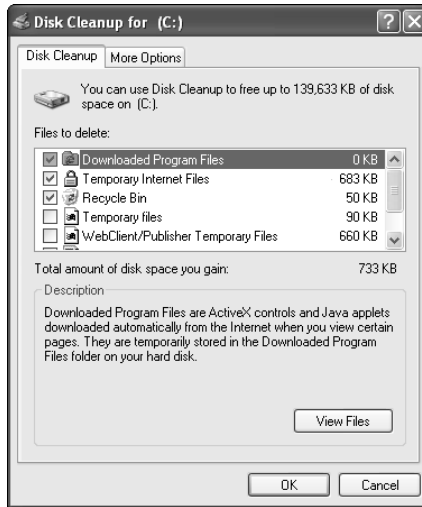 Disk Cleanup for (C:)
Disk Cleanup More Options
You can use Disk Cleanup to free up to 139,633 KB of disk
space on (C:).
Files to delete:
Downloaded Program Files 0 KB
Temporary Internet Files 683 KB
Recycle Bin 50 KB
Temporary files 90 KB
WebClient/Publisher Temporary Files 660 KB
Total amount of disk space you gain: 733 KB
Description
Downloaded Program Files are ActiveX controls and Java applets
downloaded automatically from the Internet when you view certain
pages. They are temporarily stored in the Downloaded Program
Files folder on your hard disk.
View Files
OK Cancel